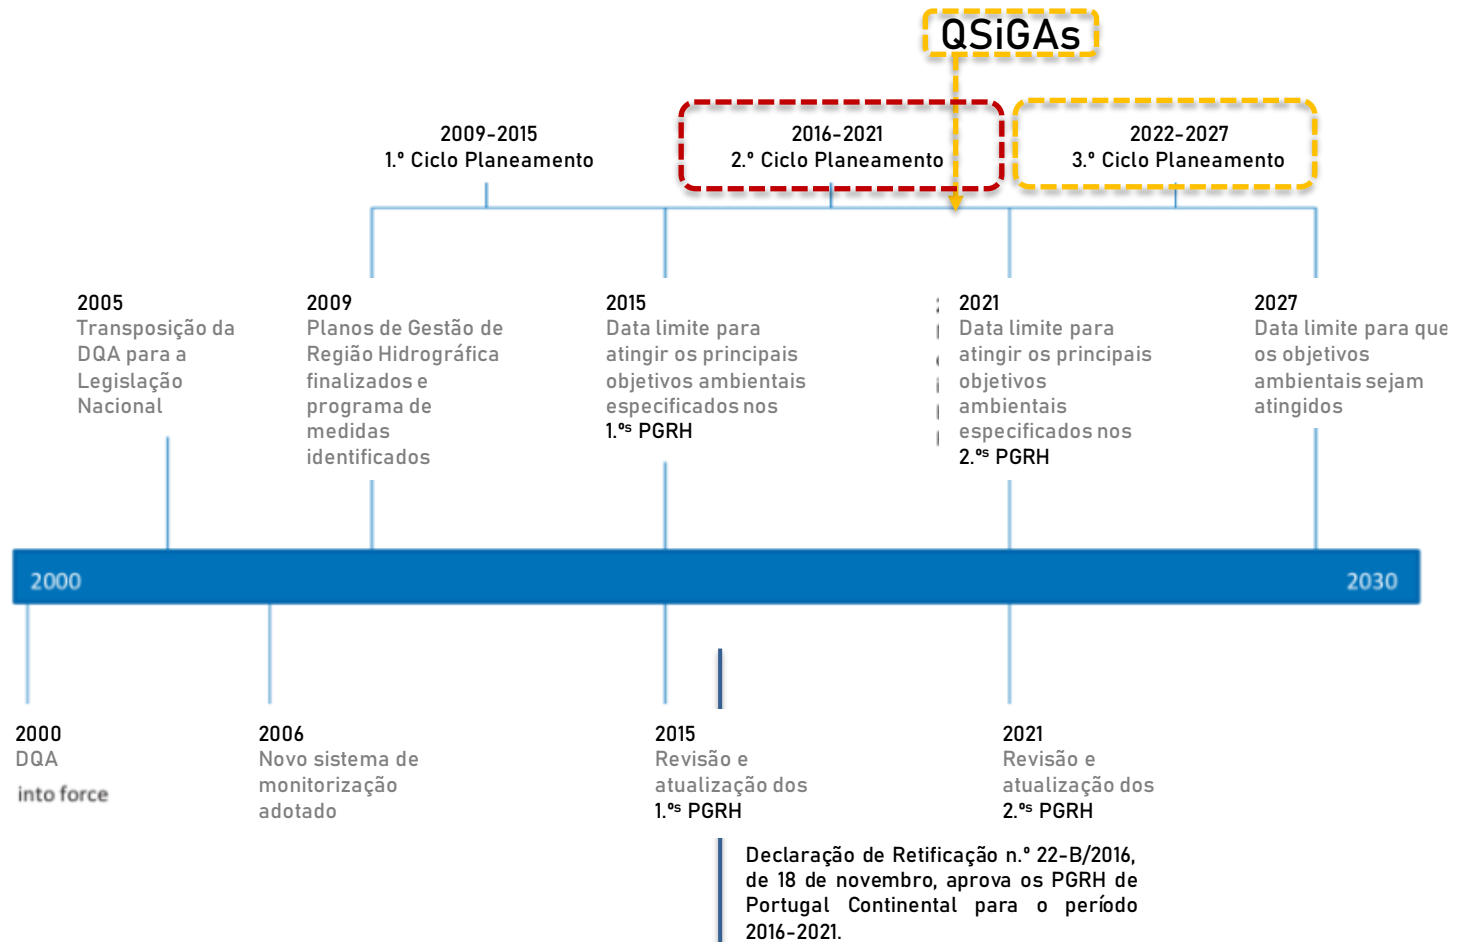 QSiGAs
2009-2015
1.º Ciclo Planeamento
2016-2021
2.º Ciclo Planeamento
2022-2027
3.º Ciclo Planeamento
2005
Transposição da
DQA para a
Legislação
Nacional
2009
Planos de Gestão de
Região Hidrográfica
finalizados e
programa de
medidas
identificados
2015
Data limite para
atingir os principais
objetivos ambientais
especificados nos
1.ºs PGRH
2021
Data limite para
atingir os principais
objetivos
ambientais
especificados nos
2.ºs PGRH
2027
Data limite para que
os objetivos
ambientais sejam
atingidos
2000
2030
2000
DQA
into force
2006
Novo sistema de
monitorização
adotado
2015
Revisão e
atualização dos
1.ºs PGRH
2021
Revisão e
atualização dos
2.ºs PGRH
Declaração de Retificação n.º 22-B/2016,
de 18 de novembro, aprova os PGRH de
Portugal Continental para o período
2016-2021.